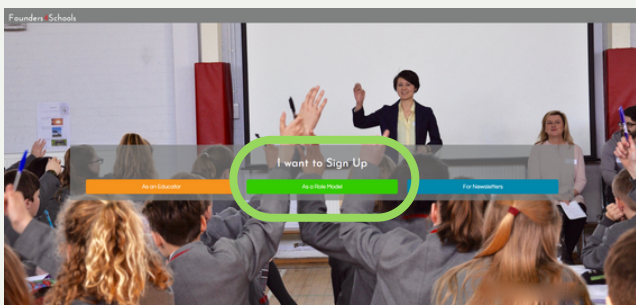 Founders4Schools
I want to Sign Up
As an Educator
As a Role Model
For Newsletters